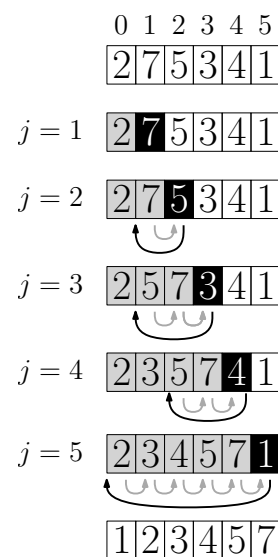 0 1 2 3 4 5
2 7 5 3 4 1
j = 1 2 7 5 3 4 1
j = 2 2 7 5 3 4 1
j = 3 2 5 7 3 4 1
j = 4 2 3 5 7 4 1
j = 5 2 3 4 5 7 1
1 2 3 4 5 7